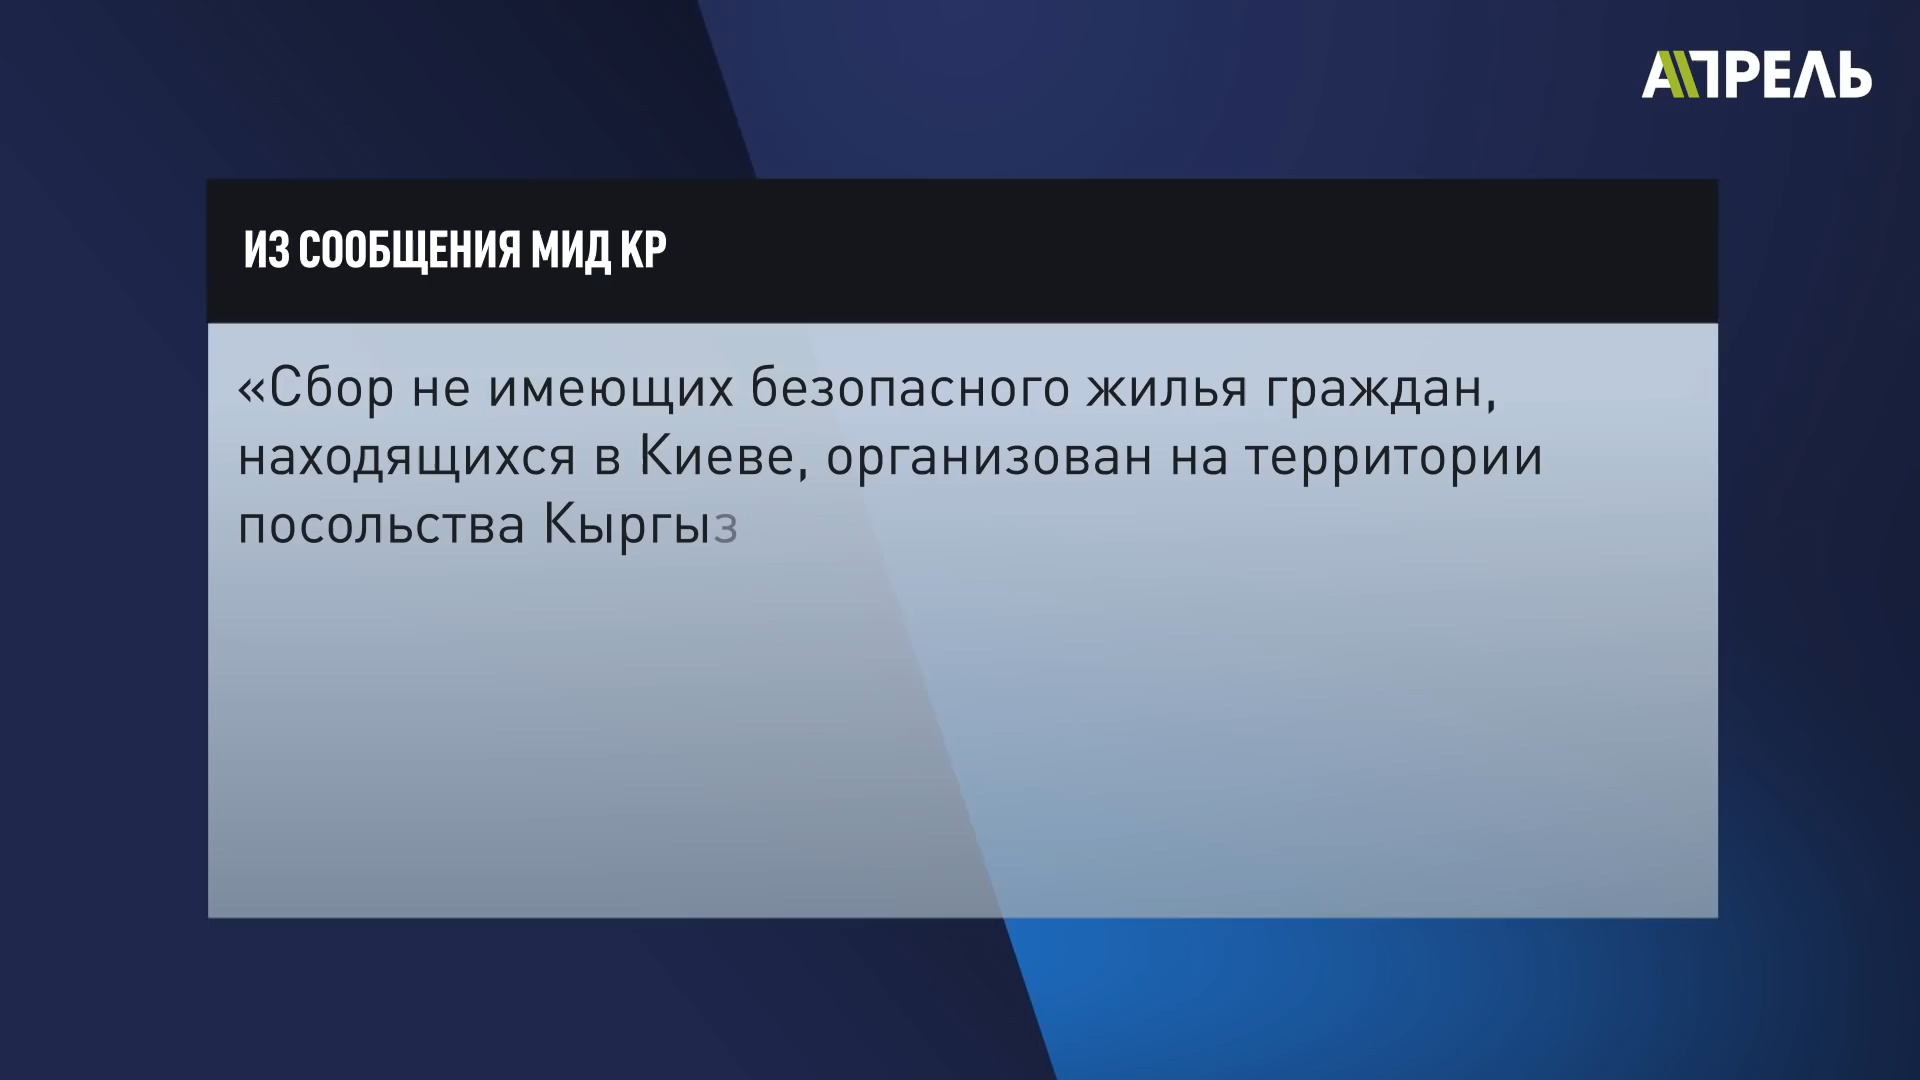 АПРЕЛЬ
ИЗ СООБЩЕНИЯ МИД КР
«Сбор не имеющих безопасного жилья граждан,
находящихся в Киеве, организован на территории
посольства Кыргыз